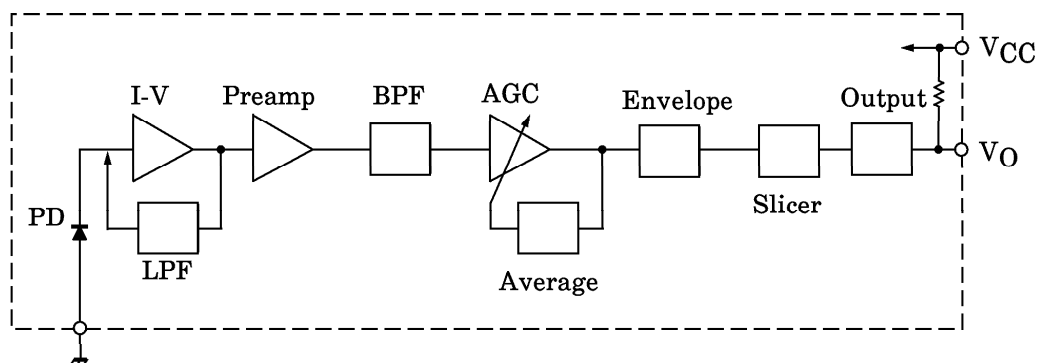 VCC
I-V
Preamp
BPF
AGC
Envelope
Output
VO
PD
Slicer
LPF
Average